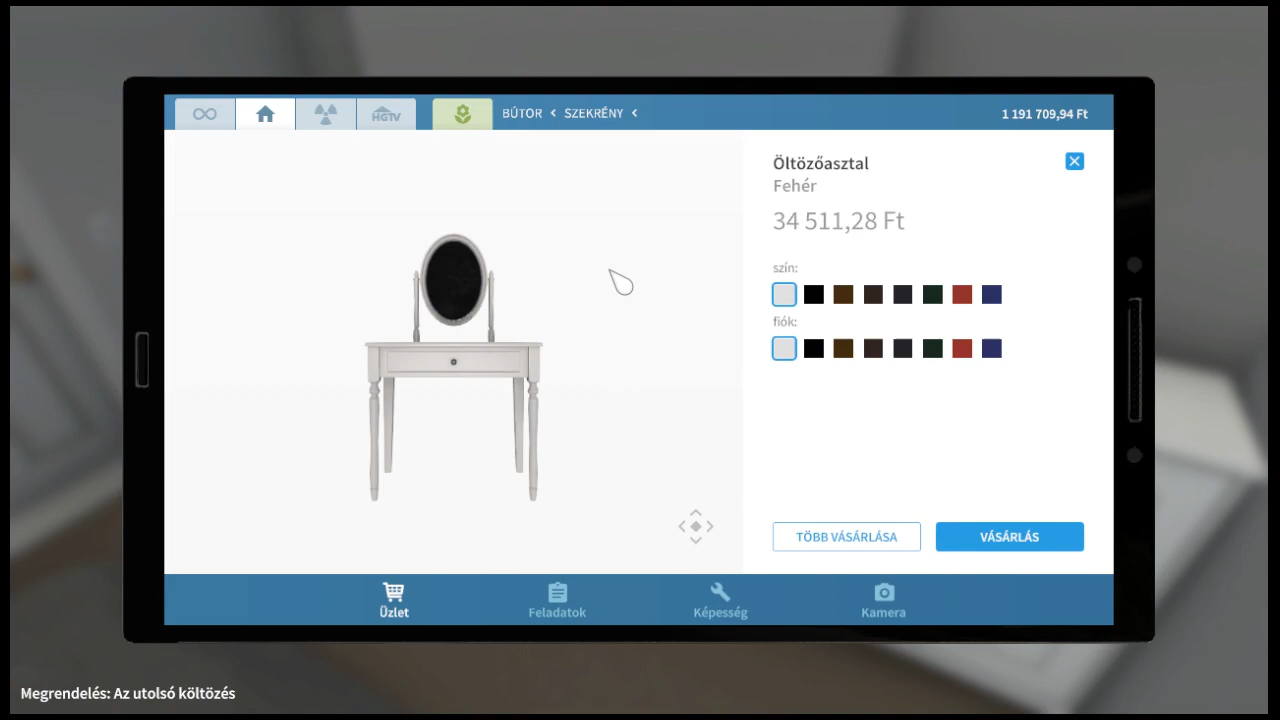 HGTV
BÚTOR < SZEKRÉNY <
1 191 709,94 Ft
Öltözőasztal
Fehér
34 511,28 Ft
szín:
fiók:
TÖBB VÁSÁRLÁSA
VÁSÁRLÁS
Üzlet
Feladatok
Képesség
Kamera
Megrendelés: Az utolsó költözés